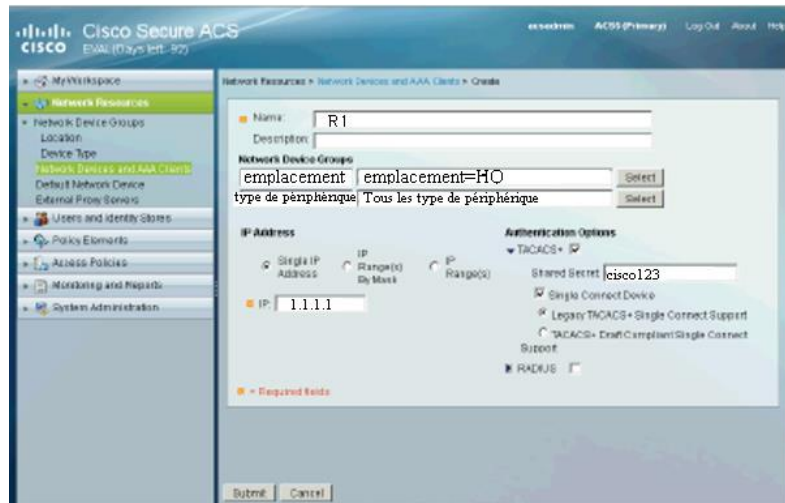 Cisco Secure ACS
EVAL (Days left: 92)
CISCO
acsadmin ACS5 (Primary) Log Out About Help
MyWorkspace
Network Resources
Network Device Groups
Location
Device Type
Network Devices and AAA Clients
Default Network Device
External Proxy Servers
Users and Identity Stores
Policy Elements
Access Policies
Monitoring and Reports
System Administration
Network Resources > Network Devices and AAA Clients > Create
Name: R1
Description:
Network Device Groups
emplacement emplacement=HO Select
type de pèriphèrique Tous les type de périphérique Select
IP Address
Single IP Address
IP Range(s) By Mask
IP Range(s)
IP: 1.1.1.1
Authentication Options
TACACS+
Shared Secret: cisco123
Single Connect Device
Legacy TACACS+ Single Connect Support
TACACS+ Draft Compliant Single Connect
Support
RADIUS
= Required fields
Submit Cancel